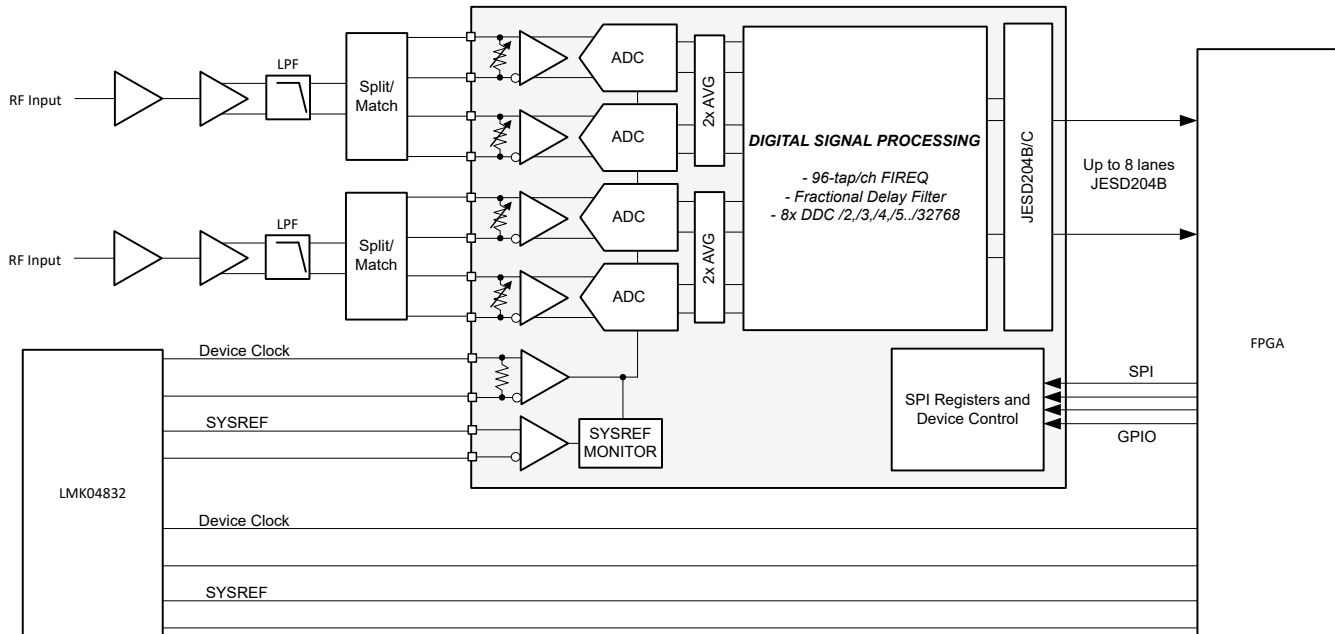 LPF
RF Input
Split/
Match
ADC
2x AVG
ADC
DIGITAL SIGNAL PROCESSING
- 96-tap/ch FIREQ
- Fractional Delay Filter
- 8x DDC /2,/3,/4,/5../32768
JESD204B/C
Up to 8 lanes
JESD204B
LPF
RF Input
Split/
Match
ADC
2x AVG
ADC
FPGA
Device Clock
SYSREF
SYSREF
MONITOR
SPI Registers and
Device Control
SPI
GPIO
LMK04832
Device Clock
SYSREF